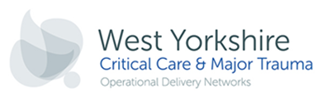 West Yorkshire
Critical Care & Major Trauma
Operational Delivery Networks